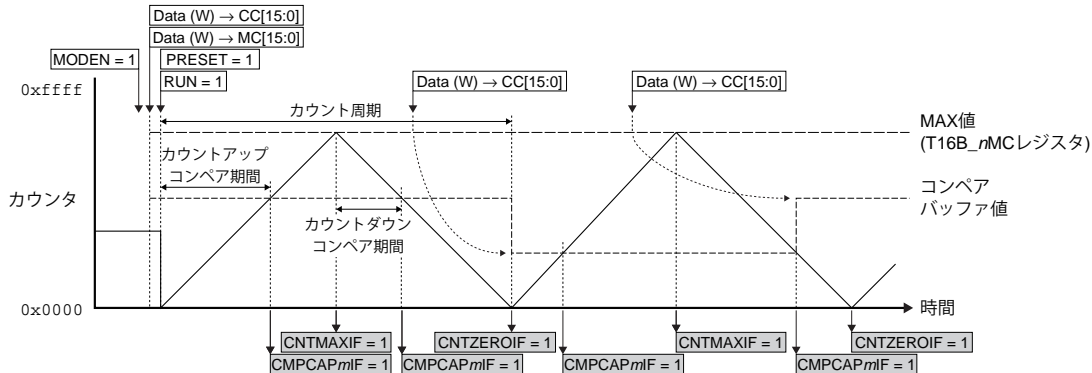 Data (W) → CC[15:0]
Data (W) → MC[15:0]
MODEN = 1
PRESET = 1
RUN = 1
Data (W) → CC[15:0]
Data (W) → CC[15:0]
0xffff
カウント周期
MAX値
(T16B_nMCレジスタ)
カウントアップ
コンペア期間
カウンタ
コンペア
バッファ値
カウントダウン
コンペア期間
0x0000
時間
CNTMAXIF = 1
CNTZEROIF = 1
CNTMAXIF = 1
CNTZEROIF = 1
CMPCAPmIF = 1
CMPCAPmIF = 1
CMPCAPmIF = 1
CMPCAPmIF = 1